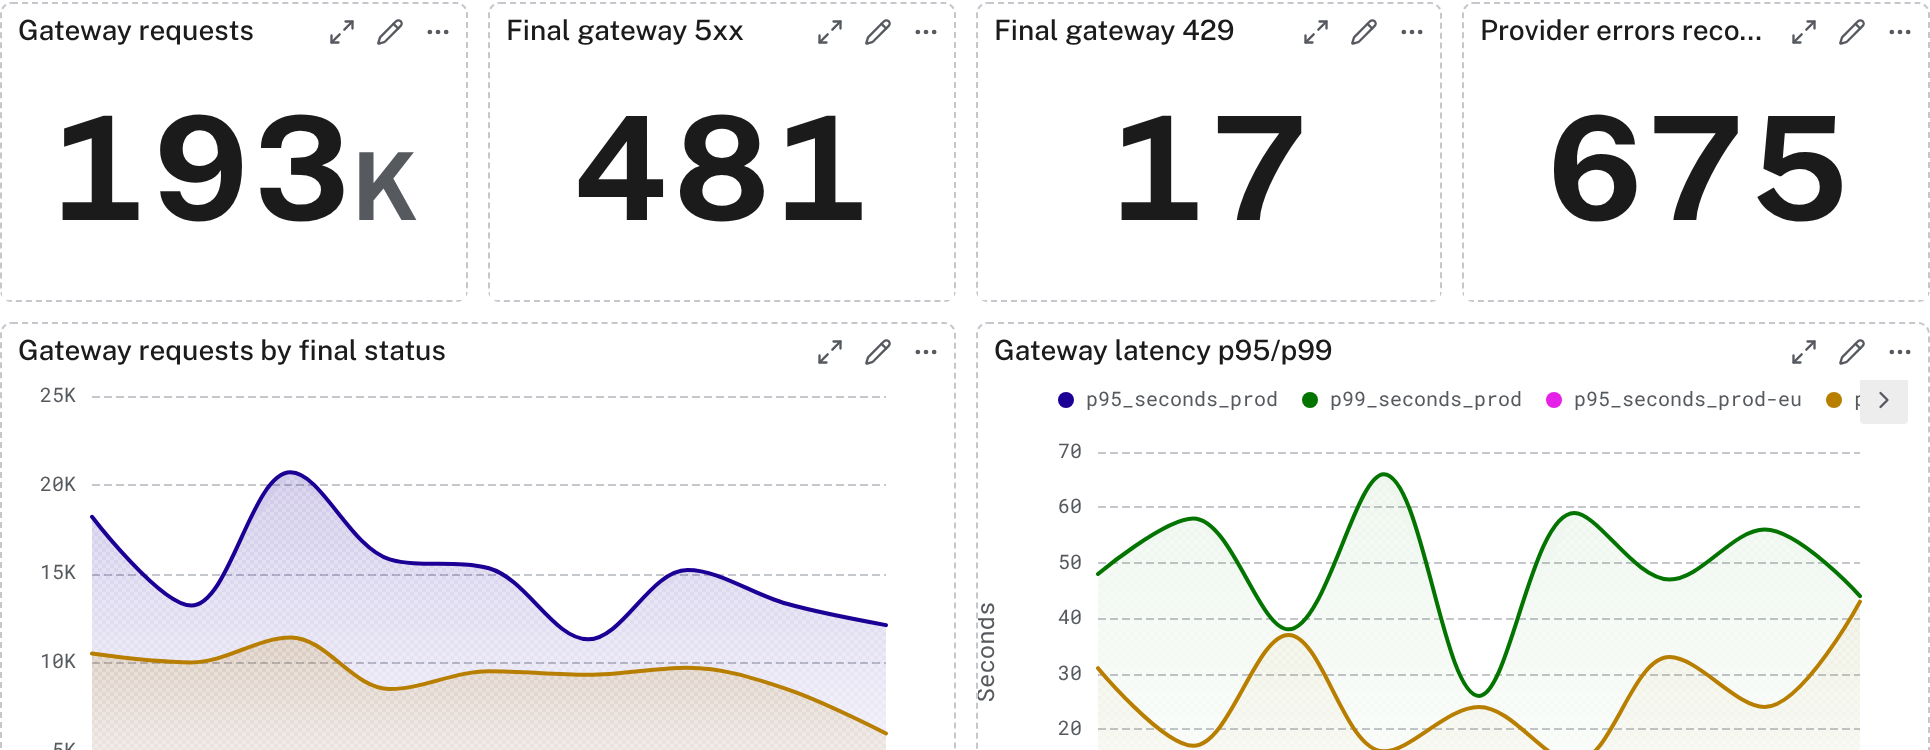 Gateway requests
193K
Final gateway 5xx
481
Final gateway 429
17
Provider errors reco...
675
Gateway requests by final status
25K
20K
15K
10K
5K
Gateway latency p95/p99
p95_seconds_prod
p99_seconds_prod
p95_seconds_prod-eu
70
60
50
40
30
20
Seconds